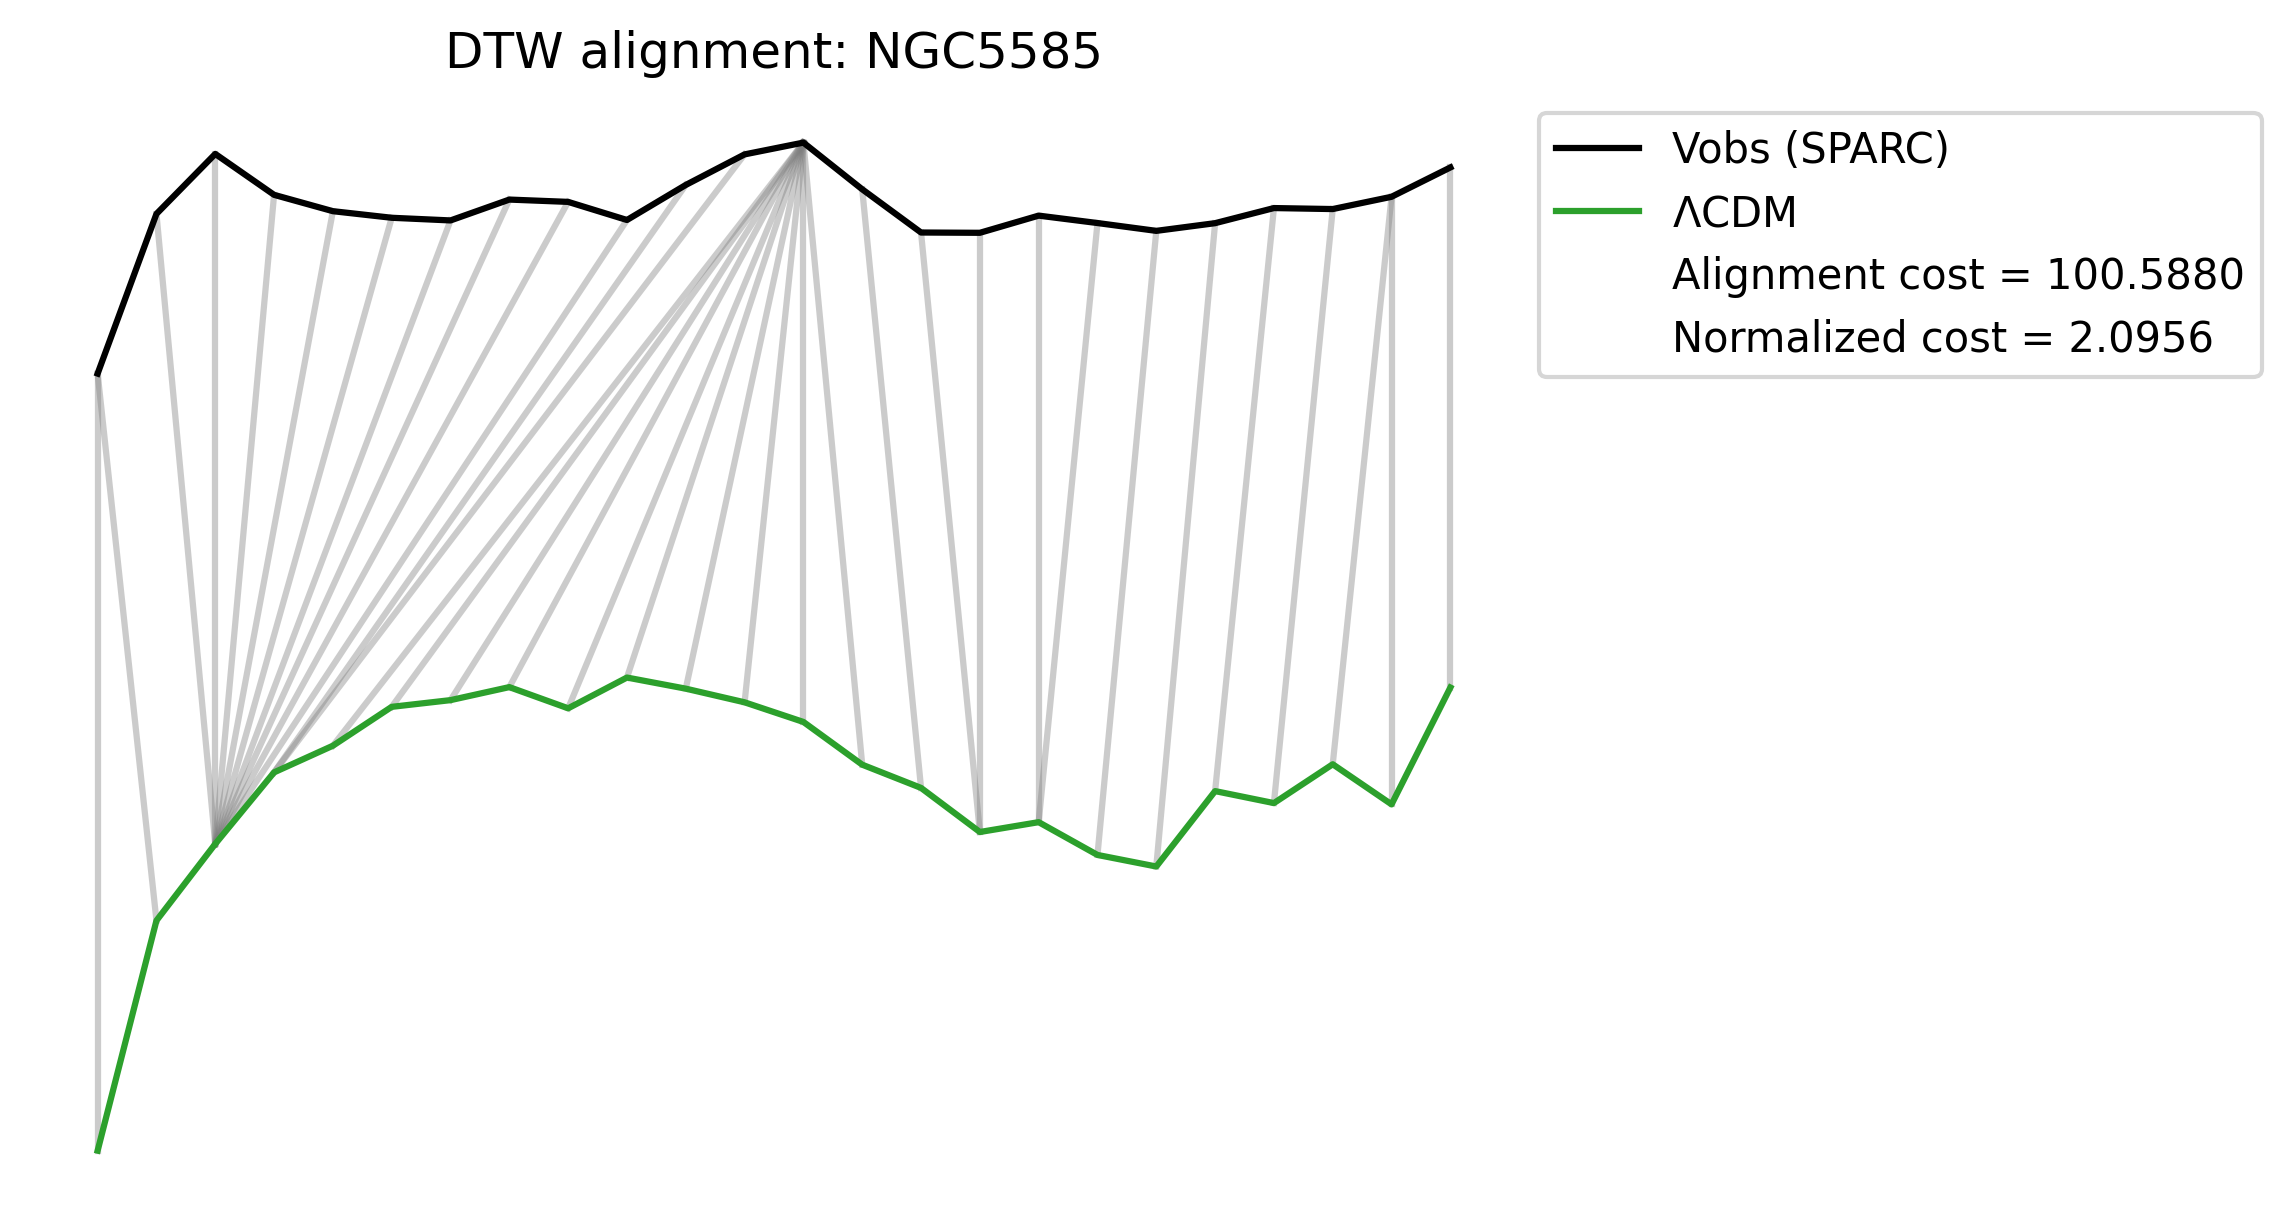 DTW alignment: NGC5585
Vobs (SPARC)
ΛCDM
Alignment cost = 100.5880
Normalized cost = 2.0956